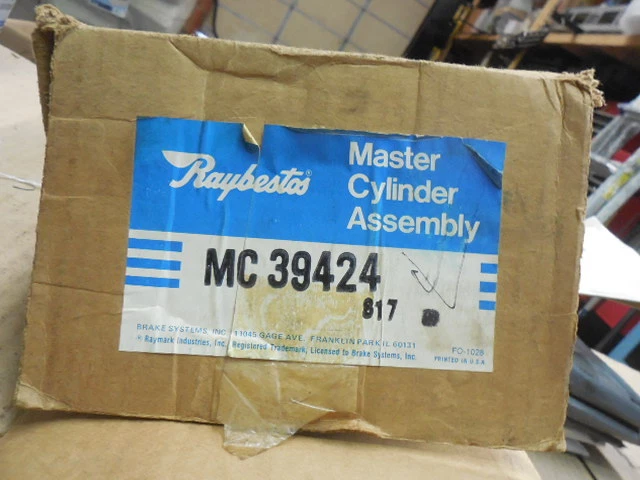 Raybestos®
Master
Cylinder
Assembly
MC 39424
817
BRAKE SYSTEMS, INC. 11045 GAGE AVE. FRANKLIN PARK IL 60131
® Raymark Industries, Inc., Registered Trademark, Licensed to Brake Systems, Inc.
FO-1028
PRINTED IN U.S.A.